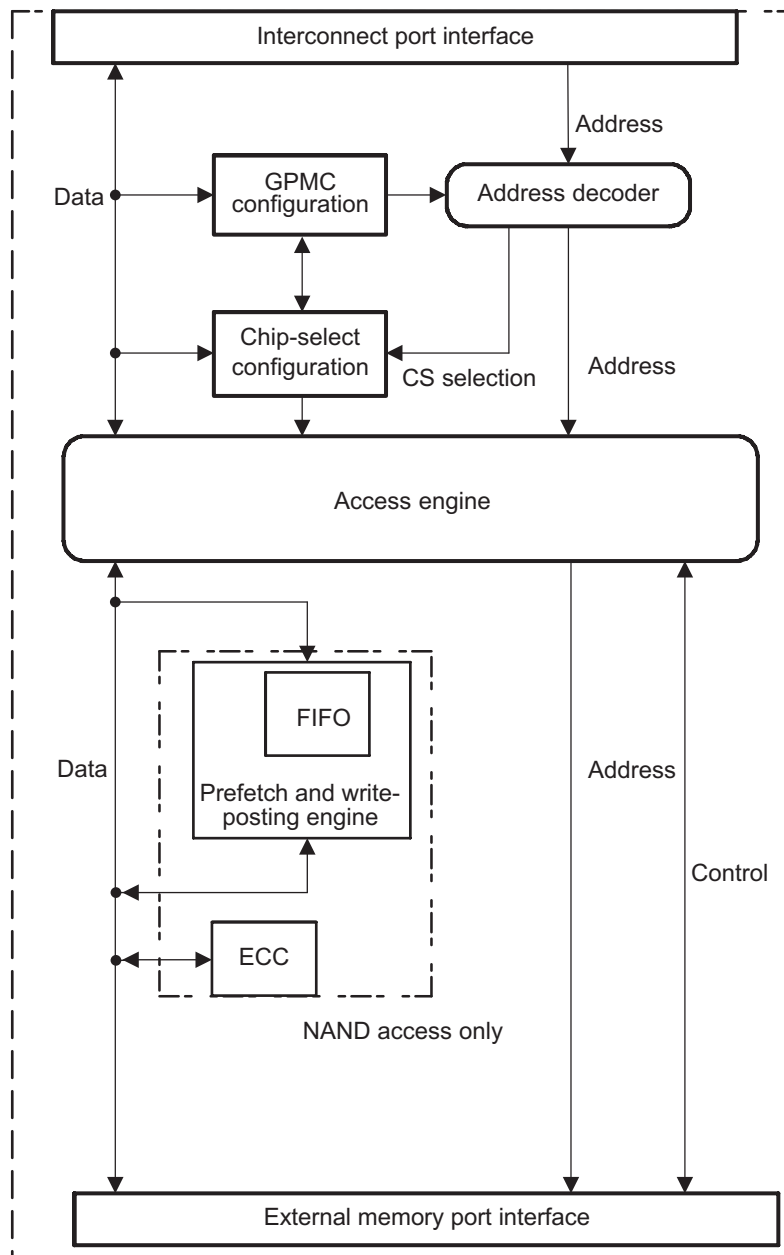 Interconnect port interface
Address
GPMC
configuration
Address decoder
Data
Chip-select
configuration
CS selection
Address
Access engine
FIFO
Data
Prefetch and write-
posting engine
Address
Control
ECC
NAND access only
External memory port interface